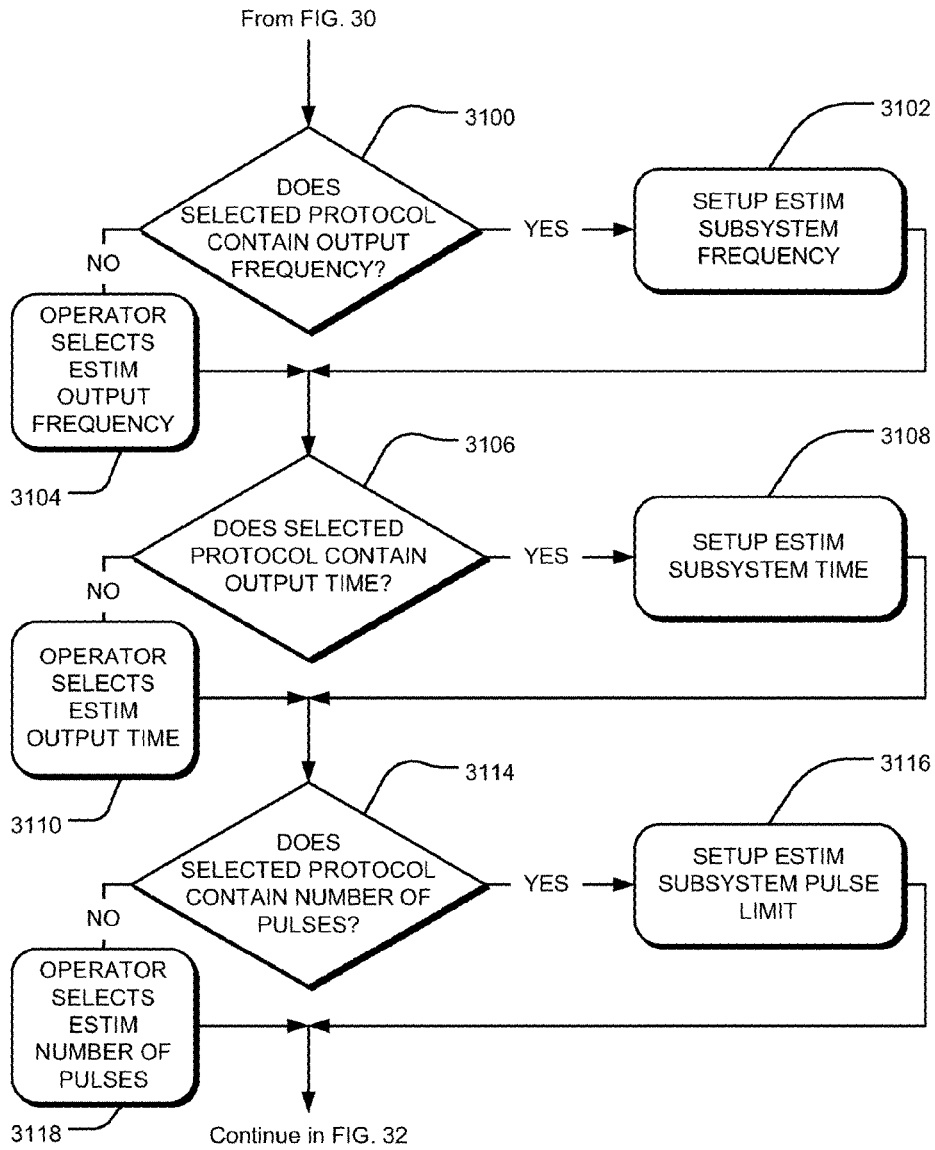 From FIG. 30
3100
3102
DOES
SELECTED PROTOCOL
CONTAIN OUTPUT
FREQUENCY?
YES
SETUP ESTIM
SUBSYSTEM
FREQUENCY
NO
OPERATOR
SELECTS
ESTIM
OUTPUT
FREQUENCY
3104
3106
3108
DOES SELECTED
PROTOCOL CONTAIN
OUTPUT TIME?
YES
SETUP ESTIM
SUBSYSTEM TIME
NO
OPERATOR
SELECTS
ESTIM
OUTPUT TIME
3110
3114
3116
DOES
SELECTED PROTOCOL
CONTAIN NUMBER OF
PULSES?
YES
SETUP ESTIM
SUBSYSTEM PULSE
LIMIT
NO
OPERATOR
SELECTS
ESTIM
NUMBER OF
PULSES
3118
Continue in FIG. 32